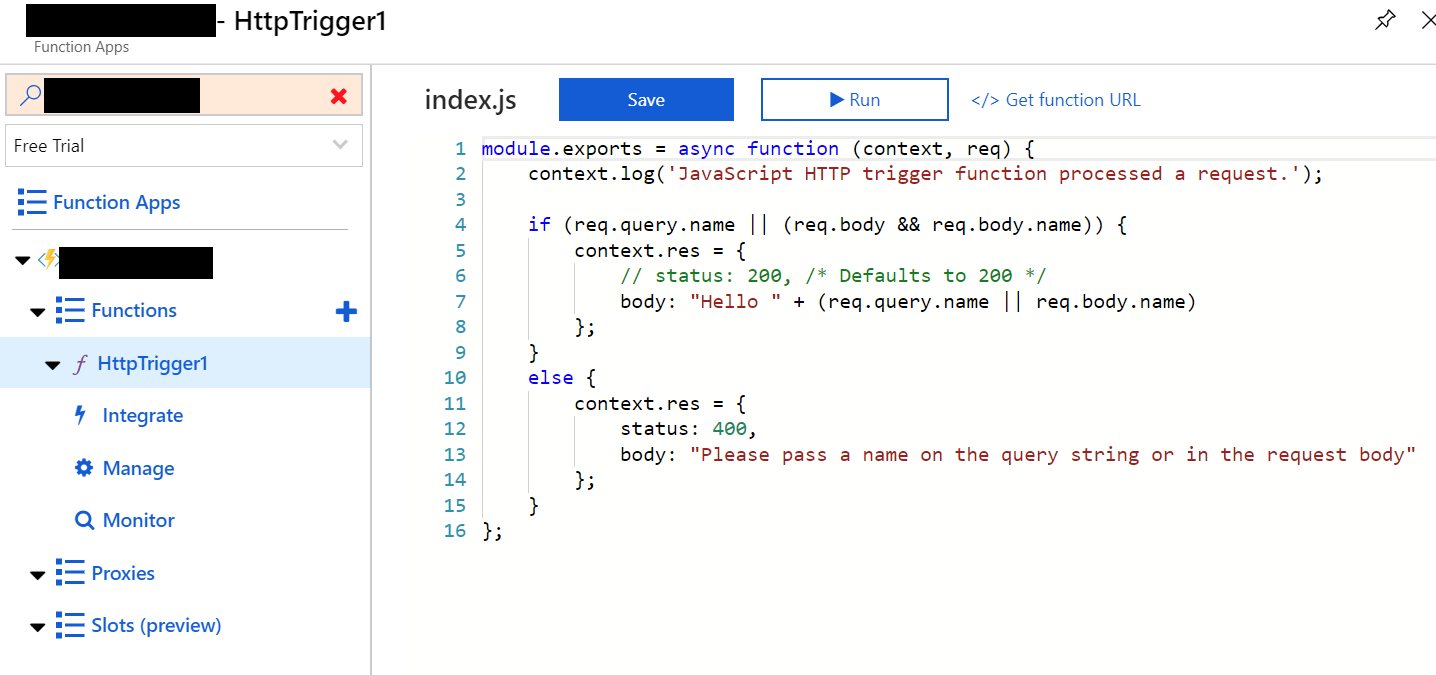 - HttpTrigger1
Function Apps
Free Trial
Function Apps
Functions
HttpTrigger1
Integrate
Manage
Monitor
Proxies
Slots (preview)
index.js
Save
Run
</> Get function URL
1 module.exports = async function (context, req) {
2     context.log('JavaScript HTTP trigger function processed a request.');
3
4     if (req.query.name || (req.body && req.body.name)) {
5         context.res = {
6             // status: 200, /* Defaults to 200 */
7             body: "Hello " + (req.query.name || req.body.name)
8         };
9     }
10     else {
11         context.res = {
12             status: 400,
13             body: "Please pass a name on the query string or in the request body"
14         };
15     }
16 };